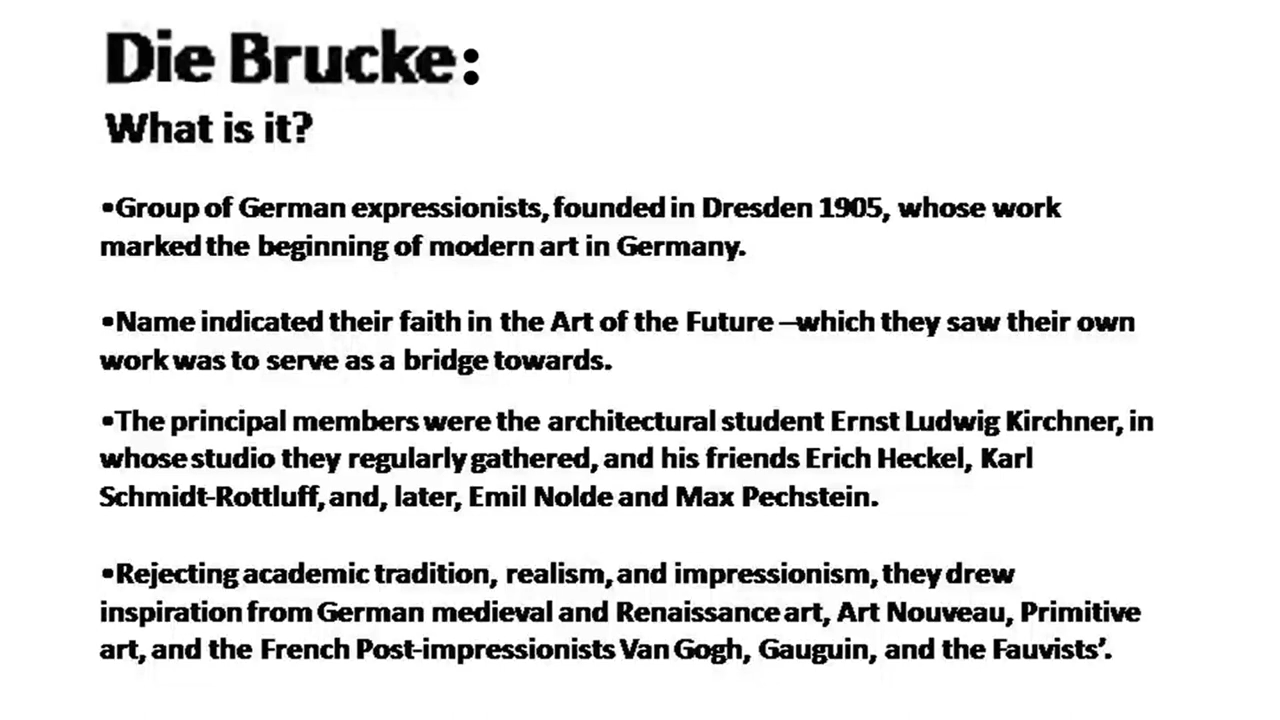 Die Brucke:
What is it?
•Group of German expressionists, founded in Dresden 1905, whose work
marked the beginning of modern art in Germany.
•Name indicated their faith in the Art of the Future –which they saw their own
work was to serve as a bridge towards.
•The principal members were the architectural student Ernst Ludwig Kirchner, in
whose studio they regularly gathered, and his friends Erich Heckel, Karl
Schmidt-Rottluff, and, later, Emil Nolde and Max Pechstein.
•Rejecting academic tradition, realism, and impressionism, they drew
inspiration from German medieval and Renaissance art, Art Nouveau, Primitive
art, and the French Post-impressionists Van Gogh, Gauguin, and the Fauvists’.